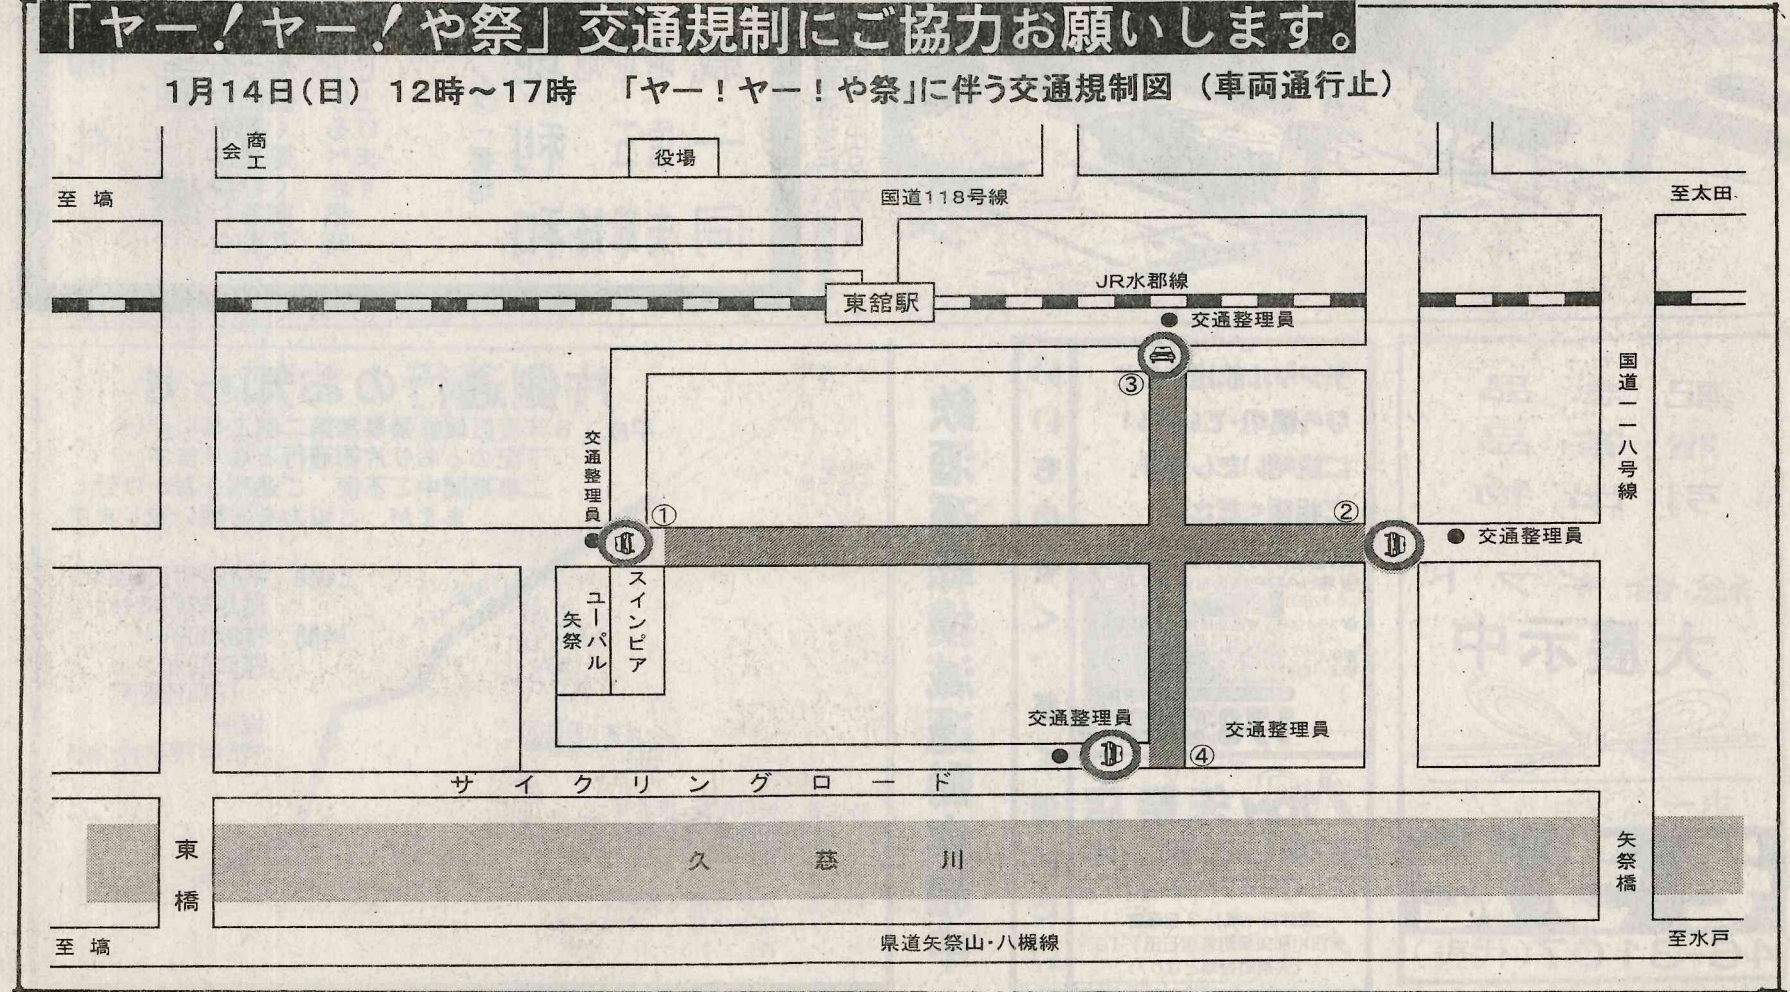 「ヤー！ヤー！や祭」交通規制にご協力お願いします。
1月14日(日) 12時～17時 「ヤー！ヤー！や祭」に伴う交通規制図 (車両通行止)
商工会
役場
至 塙
国道118号線
至太田
JR水郡線
東舘駅
交通整理員
③
国道一一八号線
交通整理員
①
②
交通整理員
スインピア
ユーパル矢祭
交通整理員
交通整理員
④
サイクリングロード
東橋
久慈川
矢祭橋
至 塙
県道矢祭山・八槻線
至水戸